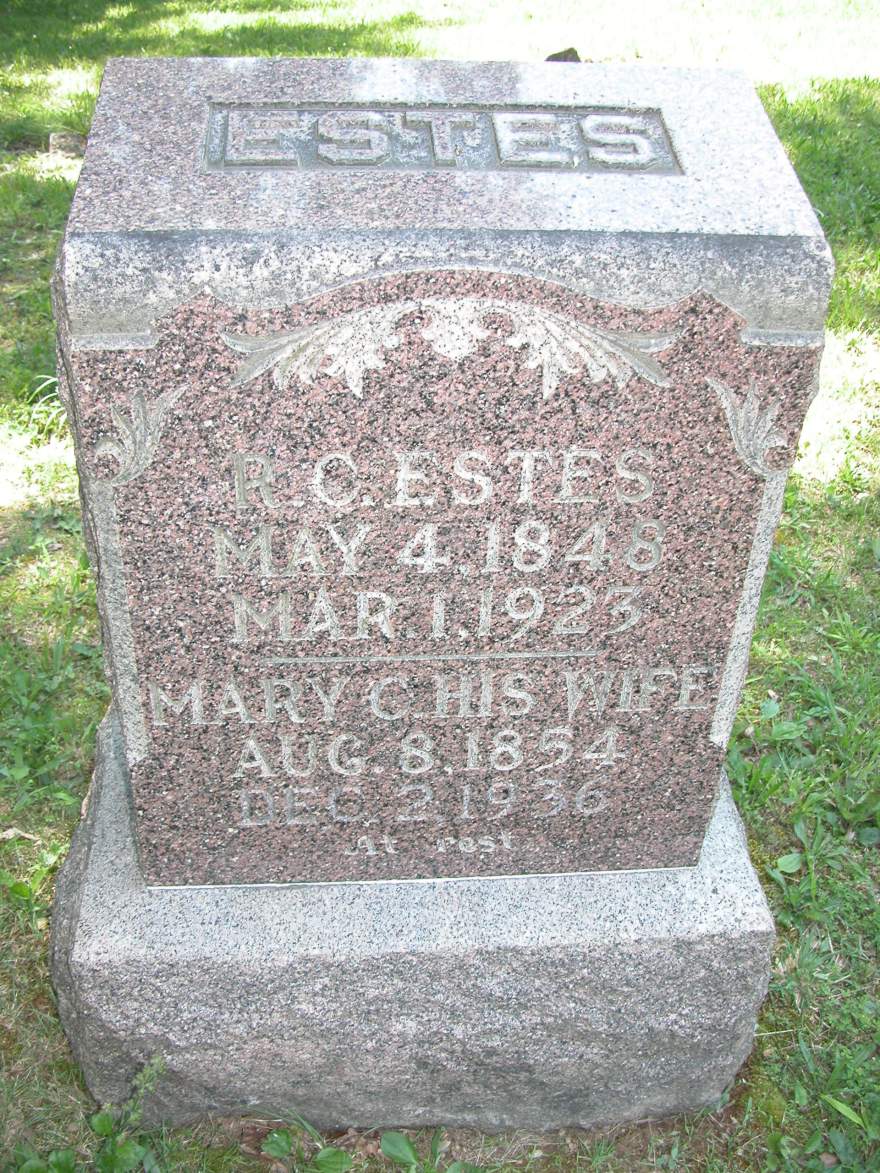 ESTES
R. C. ESTES
MAY 4, 1848
MAR. 1, 1923
MARY C. HIS WIFE
AUG. 8, 1854
DEC. 2, 1936
At rest.